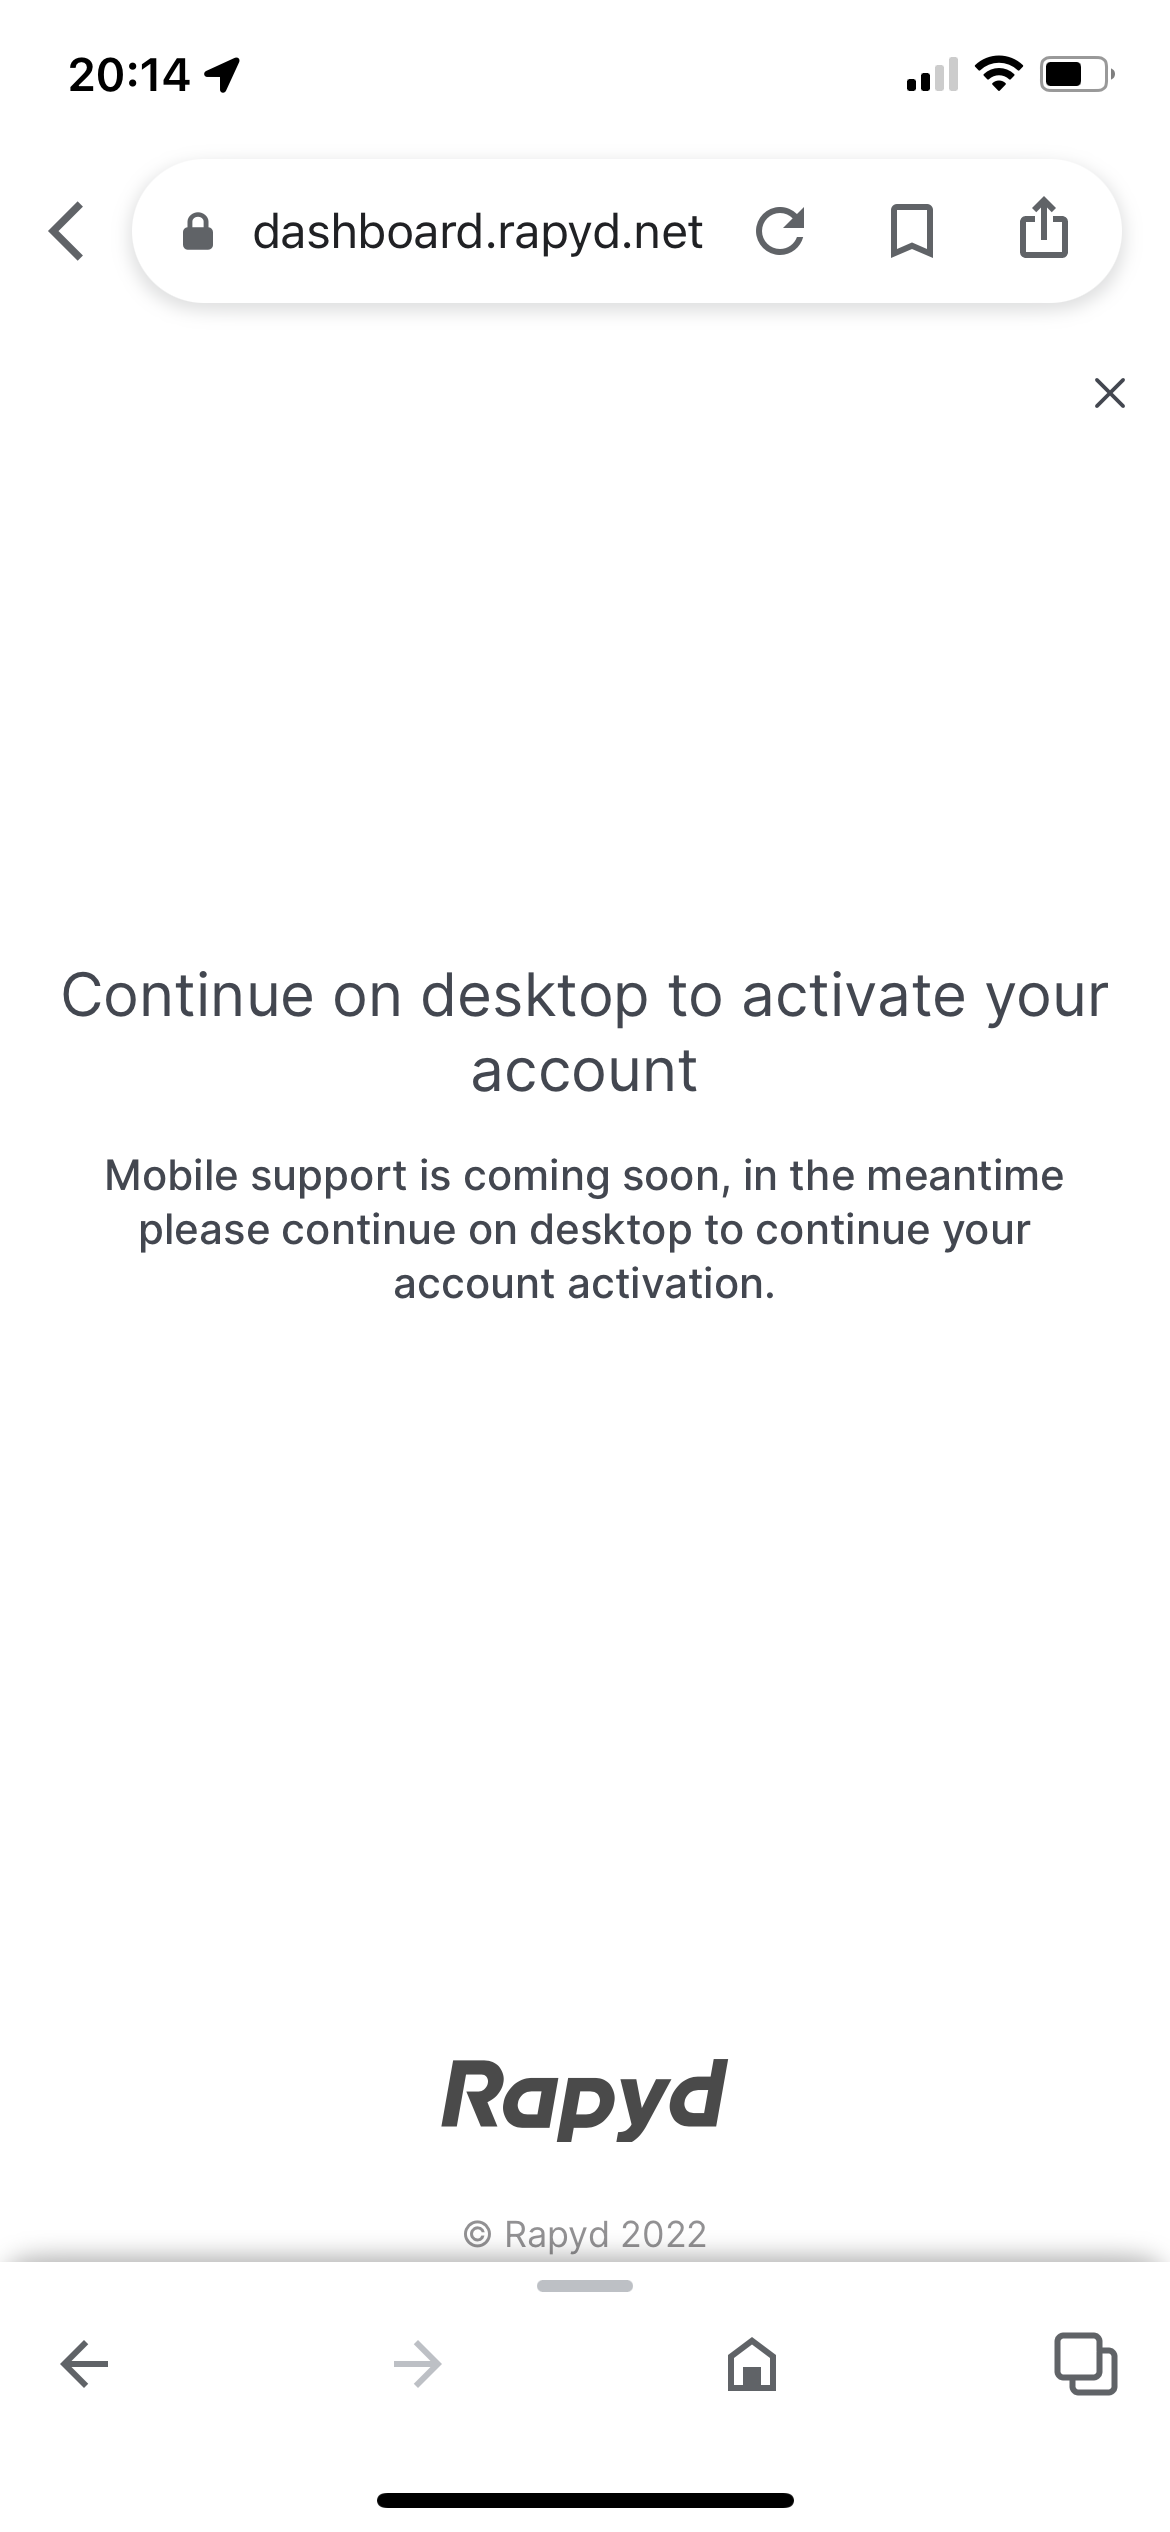 20:14
dashboard.rapyd.net
Continue on desktop to activate your
account
Mobile support is coming soon, in the meantime
please continue on desktop to continue your
account activation.
Rapyd
© Rapyd 2022